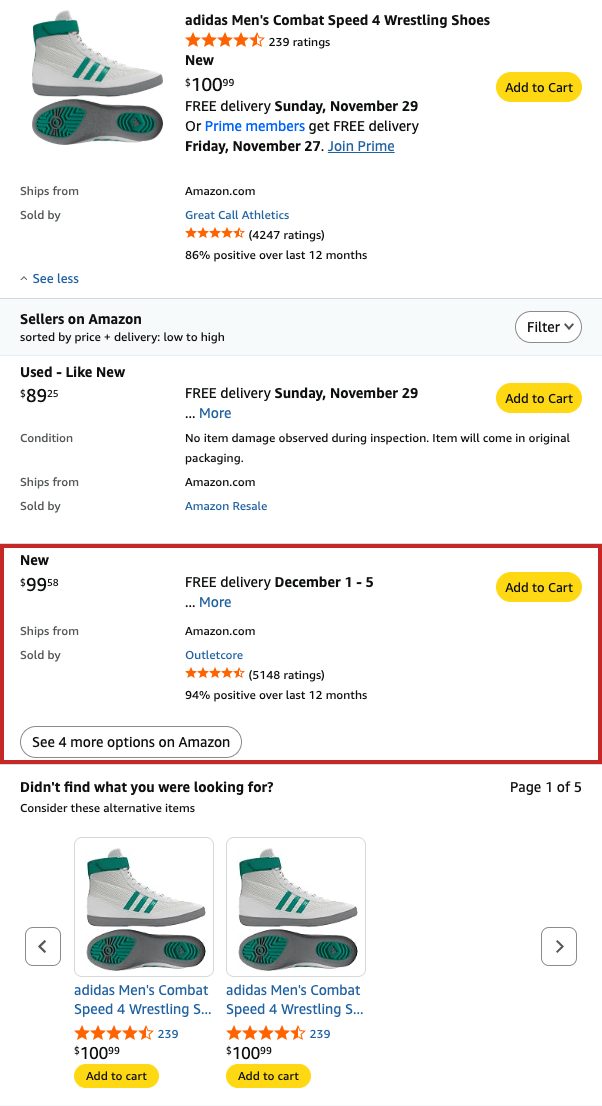 adidas Men's Combat Speed 4 Wrestling Shoes
239 ratings
New
$100.99
Add to Cart
FREE delivery Sunday, November 29
Or Prime members get FREE delivery
Friday, November 27. Join Prime
Ships from Amazon.com
Sold by Great Call Athletics
(4247 ratings)
86% positive over last 12 months
See less
Sellers on Amazon
sorted by price + delivery: low to high
Filter
Used - Like New
$89.25 FREE delivery Sunday, November 29 Add to Cart
... More
Condition No item damage observed during inspection. Item will come in original
packaging.
Ships from Amazon.com
Sold by Amazon Resale
New
$99.58 FREE delivery December 1 - 5 Add to Cart
... More
Ships from Amazon.com
Sold by Outletcore
(5148 ratings)
94% positive over last 12 months
See 4 more options on Amazon
Didn't find what you were looking for? Page 1 of 5
Consider these alternative items
adidas Men's Combat
Speed 4 Wrestling S...
239
$100.99
Add to cart
adidas Men's Combat
Speed 4 Wrestling S...
239
$100.99
Add to cart